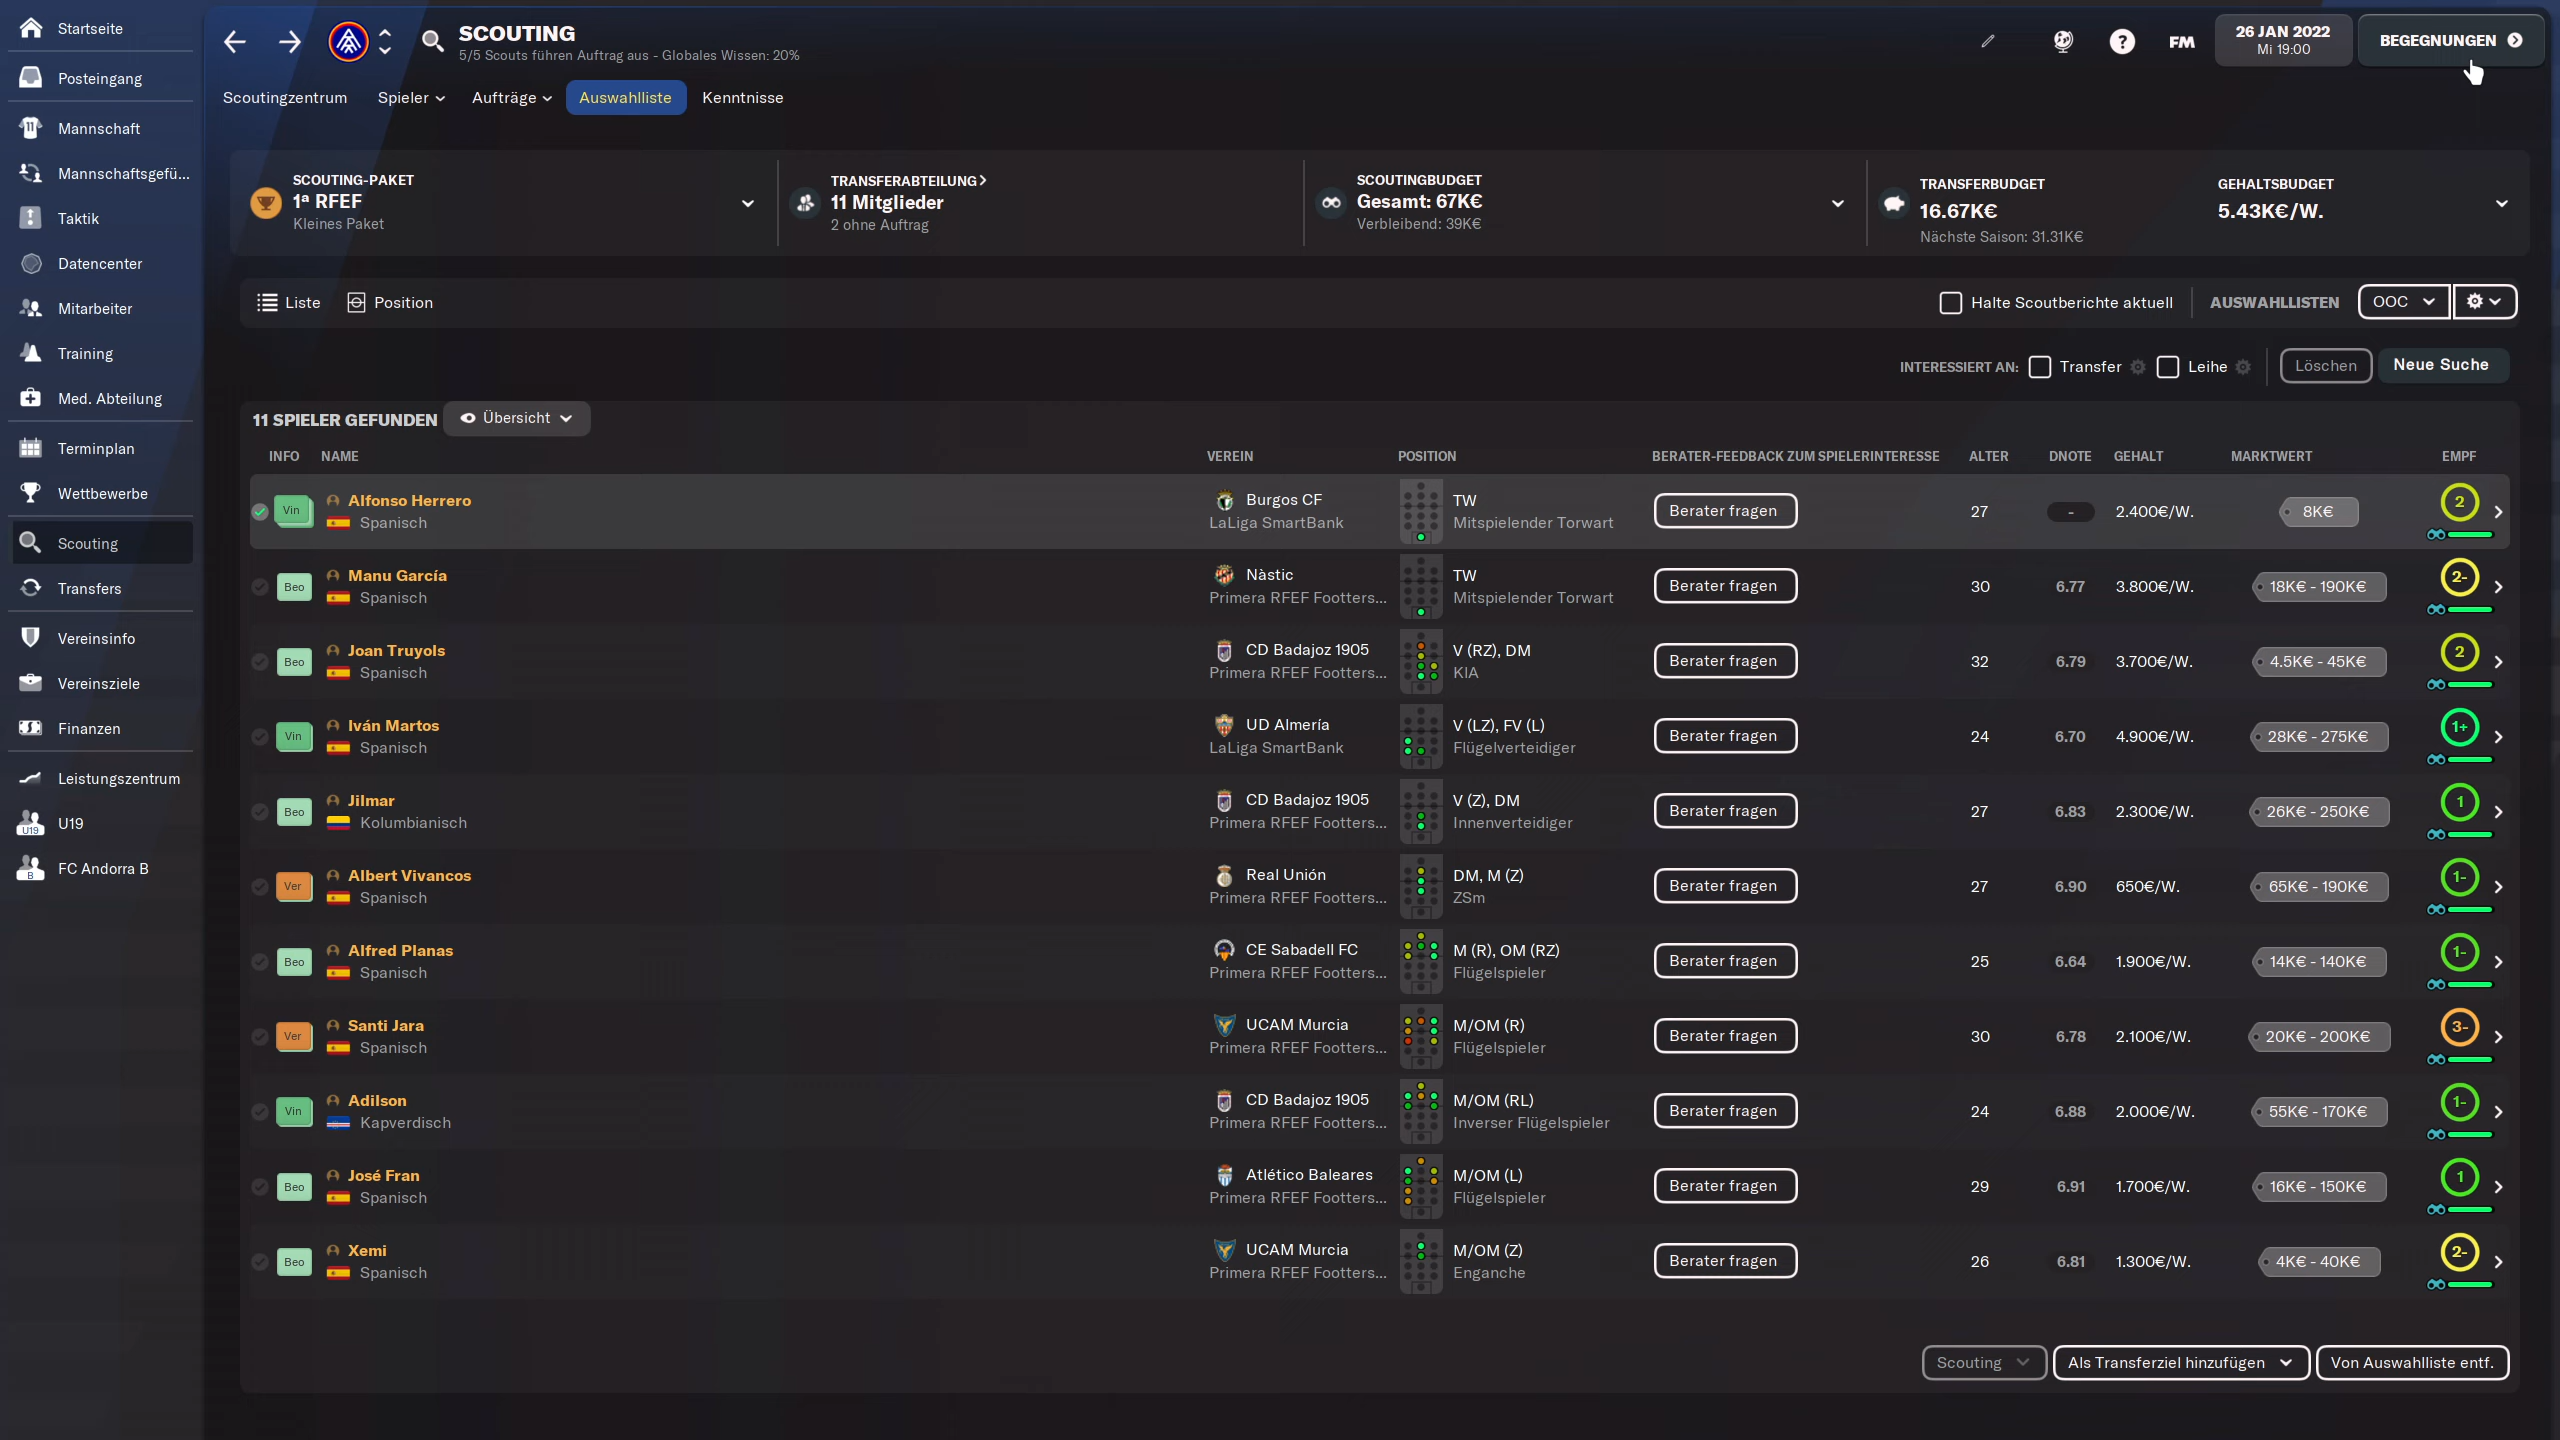 Startseite
Posteingang
Mannschaft
Mannschaftsgefü...
Taktik
Datencenter
Mitarbeiter
Training
Med. Abteilung
Terminplan
Wettbewerbe
Scouting
Transfers
Vereinsinfo
Vereinsziele
Finanzen
Leistungszentrum
U19 U19
B FC Andorra B
SCOUTING
5/5 Scouts führen Auftrag aus - Globales Wissen: 20%
? FM
26 JAN 2022
Mi 19:00
BEGEGNUNGEN
Scoutingzentrum Spieler Aufträge Auswahlliste Kenntnisse
SCOUTING-PAKET
1ª RFEF
Kleines Paket
TRANSFERABTEILUNG
11 Mitglieder
2 ohne Auftrag
SCOUTINGBUDGET
Gesamt: 67K€
Verbleibend: 39K€
TRANSFERBUDGET
16.67K€
Nächste Saison: 31.31K€
GEHALTSBUDGET
5.43K€/W.
Liste Position Halte Scoutberichte aktuell AUSWAHLLISTEN OOC
INTERESSIERT AN: Transfer Leihe Löschen Neue Suche
11 SPIELER GEFUNDEN Übersicht
INFO NAME VEREIN POSITION BERATER-FEEDBACK ZUM SPIELERINTERESSE ALTER DNOTE GEHALT MARKTWERT EMPF
Vin Alfonso Herrero Burgos CF TW Berater fragen 27 - 2.400€/W. 8K€ 2
Spanisch LaLiga SmartBank Mitspielender Torwart
Beo Manu García Nàstic TW Berater fragen 30 6.77 3.800€/W. 18K€ - 190K€ 2-
Spanisch Primera RFEF Footters... Mitspielender Torwart
Beo Joan Truyols CD Badajoz 1905 V (RZ), DM Berater fragen 32 6.79 3.700€/W. 4.5K€ - 45K€ 2
Spanisch Primera RFEF Footters... KIA
Vin Iván Martos UD Almería V (LZ), FV (L) Berater fragen 24 6.70 4.900€/W. 28K€ - 275K€ 1+
Spanisch LaLiga SmartBank Flügelverteidiger
Beo Jilmar CD Badajoz 1905 V (Z), DM Berater fragen 27 6.83 2.300€/W. 26K€ - 250K€ 1
Kolumbianisch Primera RFEF Footters... Innenverteidiger
Ver Albert Vivancos Real Unión DM, M (Z) Berater fragen 27 6.90 650€/W. 65K€ - 190K€ 1-
Spanisch Primera RFEF Footters... ZSm
Beo Alfred Planas CE Sabadell FC M (R), OM (RZ) Berater fragen 25 6.64 1.900€/W. 14K€ - 140K€ 1-
Spanisch Primera RFEF Footters... Flügelspieler
Ver Santi Jara UCAM Murcia M/OM (R) Berater fragen 30 6.78 2.100€/W. 20K€ - 200K€ 3-
Spanisch Primera RFEF Footters... Flügelspieler
Vin Adilson CD Badajoz 1905 M/OM (RL) Berater fragen 24 6.88 2.000€/W. 55K€ - 170K€ 1-
Kapverdisch Primera RFEF Footters... Inverser Flügelspieler
Beo José Fran Atlético Baleares M/OM (L) Berater fragen 29 6.91 1.700€/W. 16K€ - 150K€ 1
Spanisch Primera RFEF Footters... Flügelspieler
Beo Xemi UCAM Murcia M/OM (Z) Berater fragen 26 6.81 1.300€/W. 4K€ - 40K€ 2-
Spanisch Primera RFEF Footters... Enganche
Scouting Als Transferziel hinzufügen Von Auswahlliste entf.